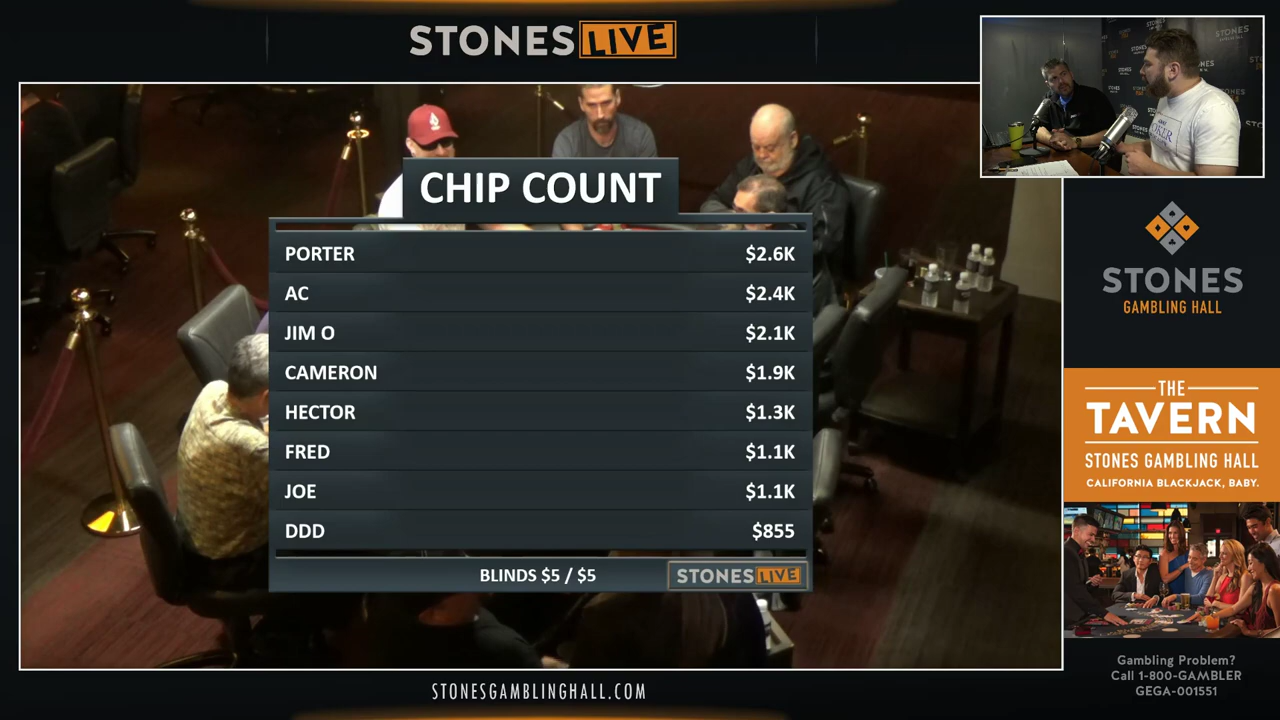 STONES LIVE
CHIP COUNT
PORTER $2.6K
AC $2.4K
JIM O $2.1K
CAMERON $1.9K
HECTOR $1.3K
FRED $1.1K
JOE $1.1K
DDD $855
BLINDS $5 / $5
STONES LIVE
STONESGAMBLINGHALL.COM
STONES
GAMBLING HALL
THE
TAVERN
STONES GAMBLING HALL
CALIFORNIA BLACKJACK, BABY.
Gambling Problem?
Call 1-800-GAMBLER
GEGA-001551